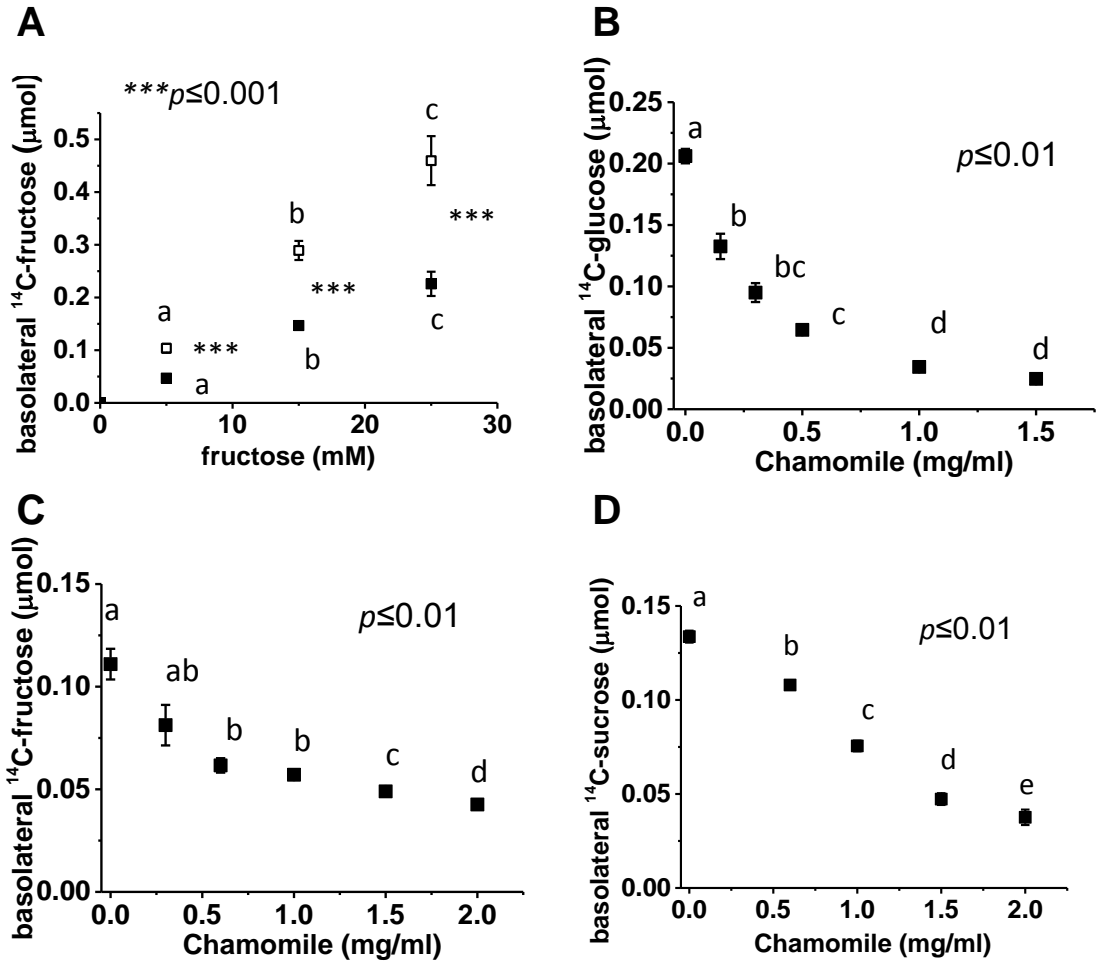 A
basolateral ¹⁴C-fructose (μmol)
***p≤0.001
0.5
0.4
0.3
0.2
0.1
0.0
a
***
a
b
***
b
c
***
c
0
10
20
30
fructose (mM)
B
basolateral ¹⁴C-glucose (μmol)
0.25
0.20
0.15
0.10
0.05
0.00
p≤0.01
a
b
bc
c
d
d
0.0
0.5
1.0
1.5
Chamomile (mg/ml)
C
basolateral ¹⁴C-fructose (μmol)
0.15
0.10
0.05
0.00
p≤0.01
a
ab
b
b
c
d
0.0
0.5
1.0
1.5
2.0
Chamomile (mg/ml)
D
basolateral ¹⁴C-sucrose (μmol)
0.15
0.10
0.05
0.00
p≤0.01
a
b
c
d
e
0.0
0.5
1.0
1.5
2.0
Chamomile (mg/ml)